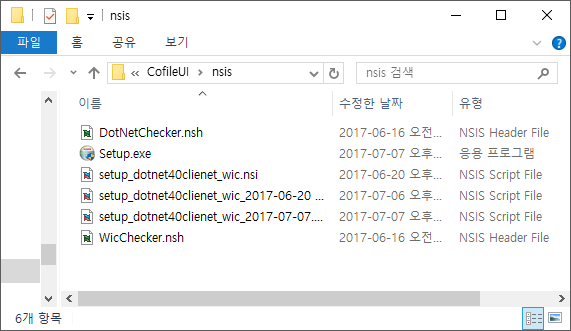 nsis
파일 홈 공유 보기
« CofileUI > nsis nsis 검색
이름 수정한 날짜 유형
DotNetChecker.nsh 2017-06-16 오전... NSIS Header File
Setup.exe 2017-07-07 오후... 응용 프로그램
setup_dotnet40clienet_wic.nsi 2017-06-20 오후... NSIS Script File
setup_dotnet40clienet_wic_2017-06-20 ... 2017-07-06 오후... NSIS Script File
setup_dotnet40clienet_wic_2017-07-07.... 2017-07-06 오후... NSIS Script File
WicChecker.nsh 2017-06-16 오전... NSIS Header File
6개 항목